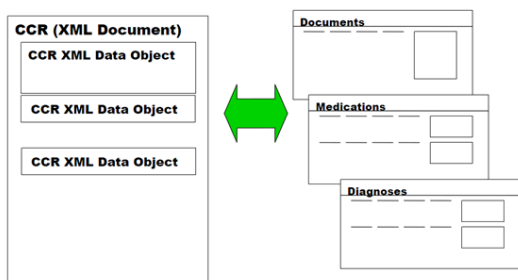 CCR (XML Document)
CCR XML Data Object
CCR XML Data Object
CCR XML Data Object
Documents
Medications
Diagnoses